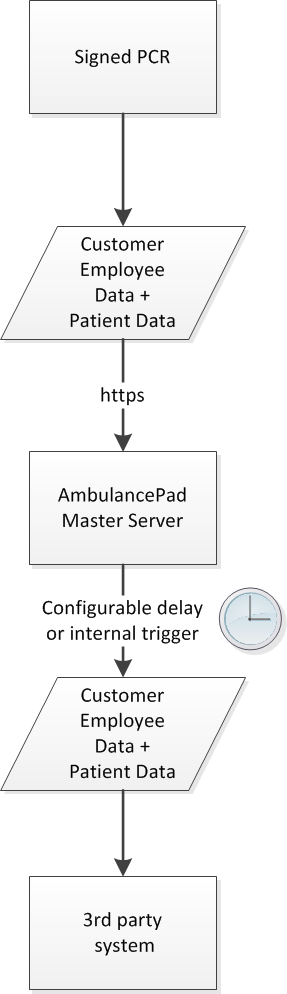 Signed PCR
Customer
Employee
Data +
Patient Data
https
AmbulancePad
Master Server
Configurable delay
or internal trigger
Customer
Employee
Data +
Patient Data
3rd party
system